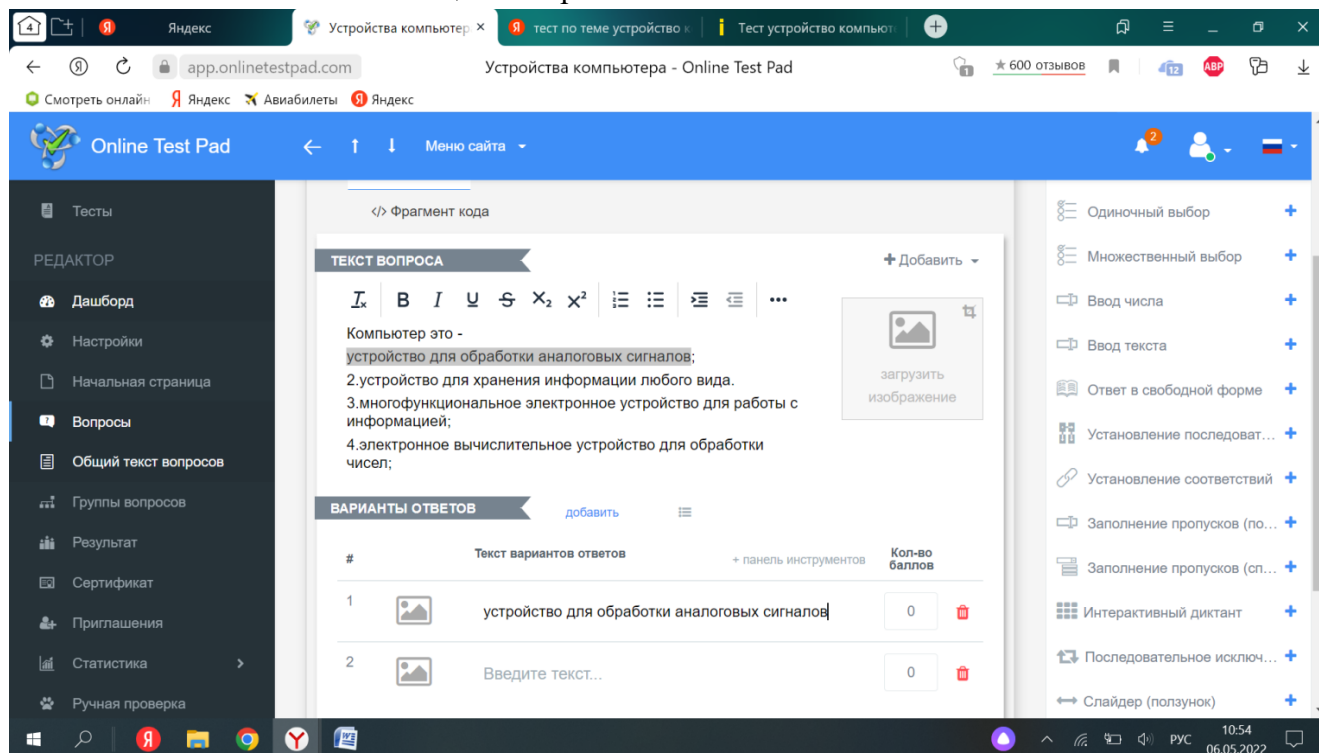 4
Яндекс
Устройства компьютер
тест по теме устройство к
Тест устройство компьют
app.onlinetestpad.com
Устройства компьютера - Online Test Pad
1
★ 600 отзывов
12
ABP
Смотреть онлайн
Яндекс
Авиабилеты
Яндекс
Online Test Pad
Меню сайта
2
Тесты
РЕДАКТОР
Дашборд
Настройки
Начальная страница
Вопросы
Общий текст вопросов
Группы вопросов
Результат
Сертификат
Приглашения
Статистика
Ручная проверка
</> Фрагмент кода
ТЕКСТ ВОПРОСА
+ Добавить
Компьютер это -
устройство для обработки аналоговых сигналов;
2.устройство для хранения информации любого вида.
3.многофункциональное электронное устройство для работы с
информацией;
4.электронное вычислительное устройство для обработки
чисел;
загрузить
изображение
ВАРИАНТЫ ОТВЕТОВ
добавить
#
Текст вариантов ответов
+ панель инструментов
Кол-во
баллов
1
устройство для обработки аналоговых сигналов
0
2
Введите текст...
0
Одиночный выбор
Множественный выбор
Ввод числа
Ввод текста
Ответ в свободной форме
Установление последоват...
Установление соответствий
Заполнение пропусков (по...
Заполнение пропусков (сп...
Интерактивный диктант
Последовательное исключ...
Слайдер (ползунок)
РУС
10:54
06.05.2022